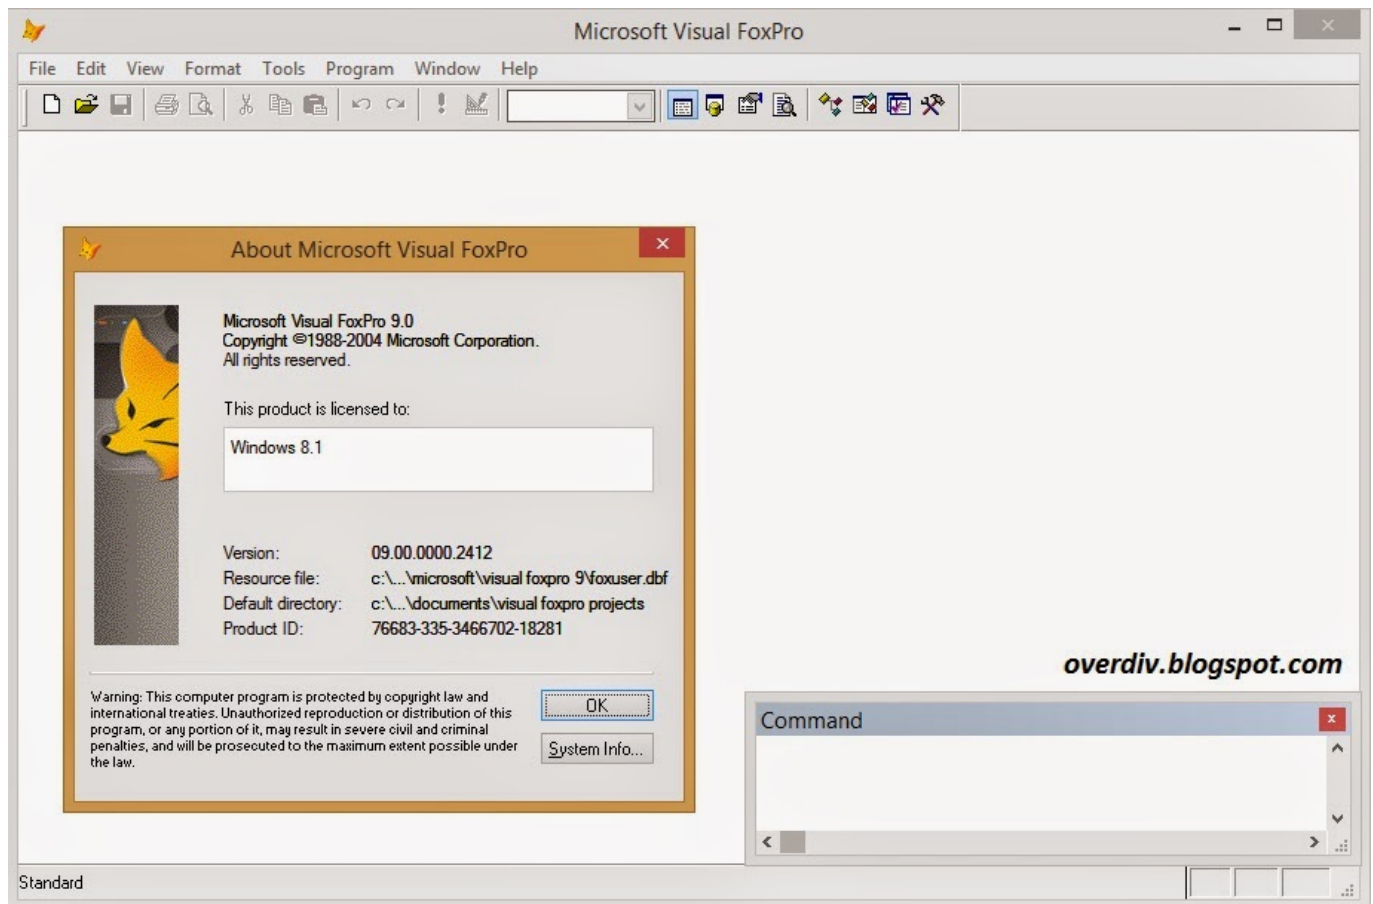 Microsoft Visual FoxPro
File Edit View Format Tools Program Window Help
About Microsoft Visual FoxPro
Microsoft Visual FoxPro 9.0
Copyright ©1988-2004 Microsoft Corporation.
All rights reserved.
This product is licensed to:
Windows 8.1
Version: 09.00.0000.2412
Resource file: c:\...\microsoft\visual foxpro 9\foxuser.dbf
Default directory: c:\...\documents\visual foxpro projects
Product ID: 76683-335-3466702-18281
Warning: This computer program is protected by copyright law and
international treaties. Unauthorized reproduction or distribution of this
program, or any portion of it, may result in severe civil and criminal
penalties, and will be prosecuted to the maximum extent possible under
the law.
OK
System Info...
overdiv.blogspot.com
Command
Standard